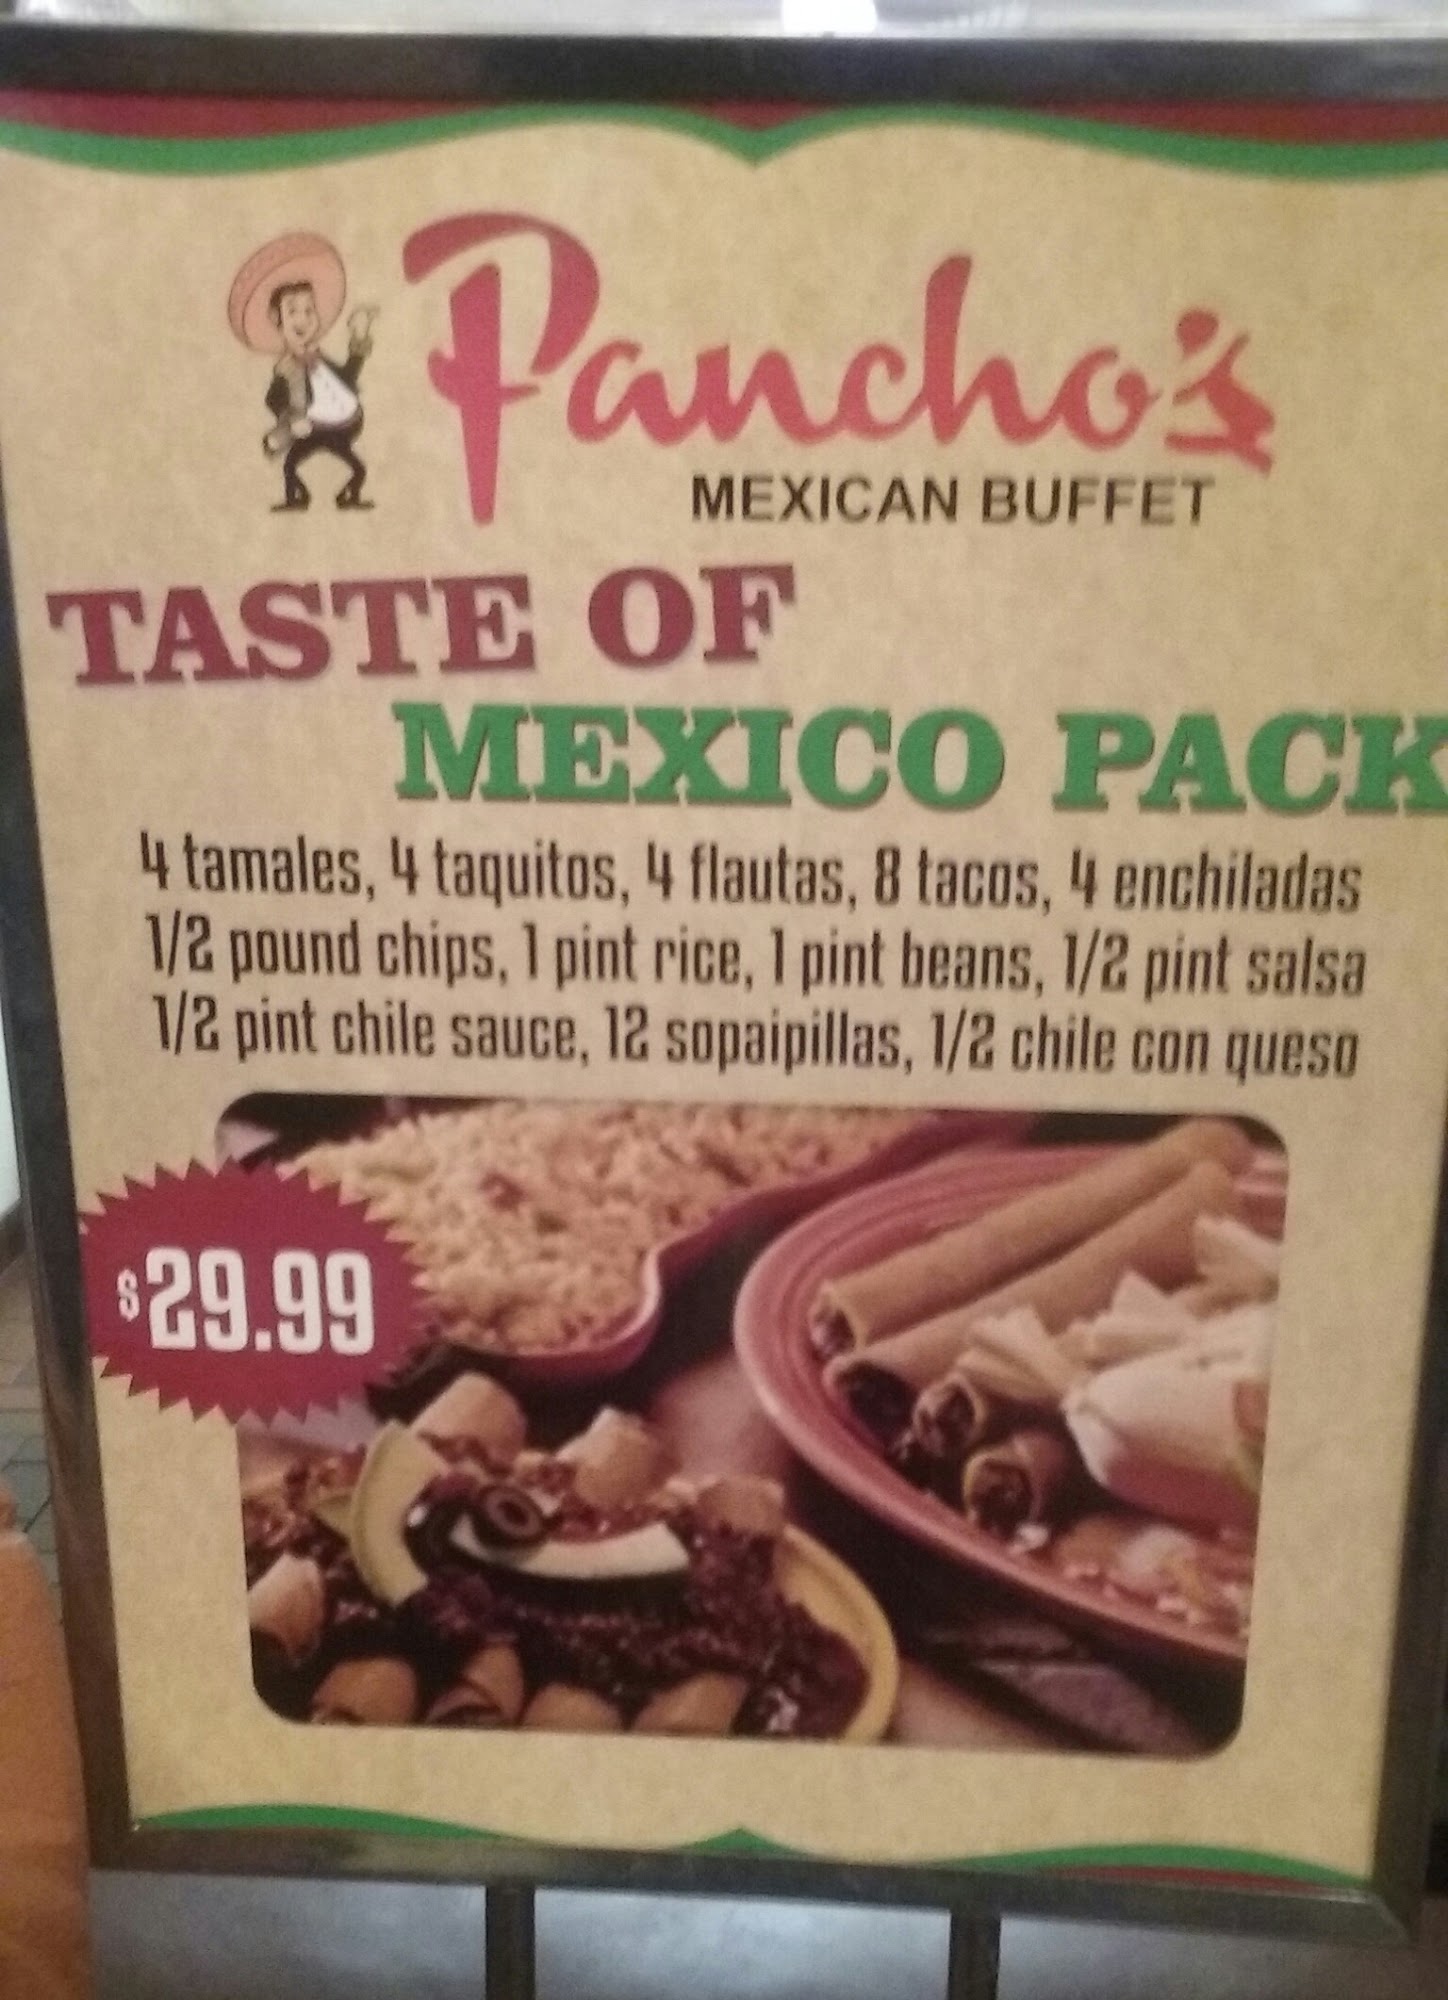 Pancho's
MEXICAN BUFFET
TASTE OF
MEXICO PACK
4 tamales, 4 taquitos, 4 flautas, 8 tacos, 4 enchiladas
1/2 pound chips, 1 pint rice, 1 pint beans, 1/2 pint salsa
1/2 pint chile sauce, 12 sopaipillas, 1/2 chile con queso
$29.99